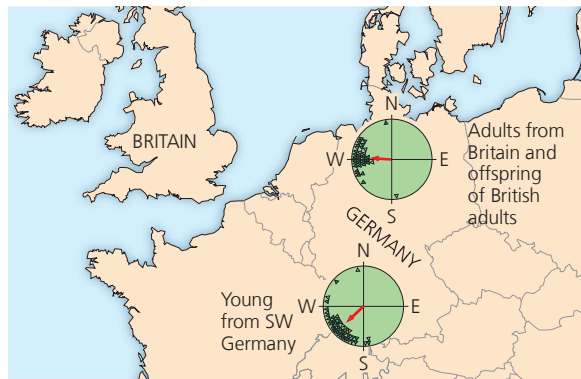 BRITAIN
N
W
E
S
Adults from
Britain and
offspring
of British
adults
GERMANY
N
W
E
S
Young
from SW
Germany